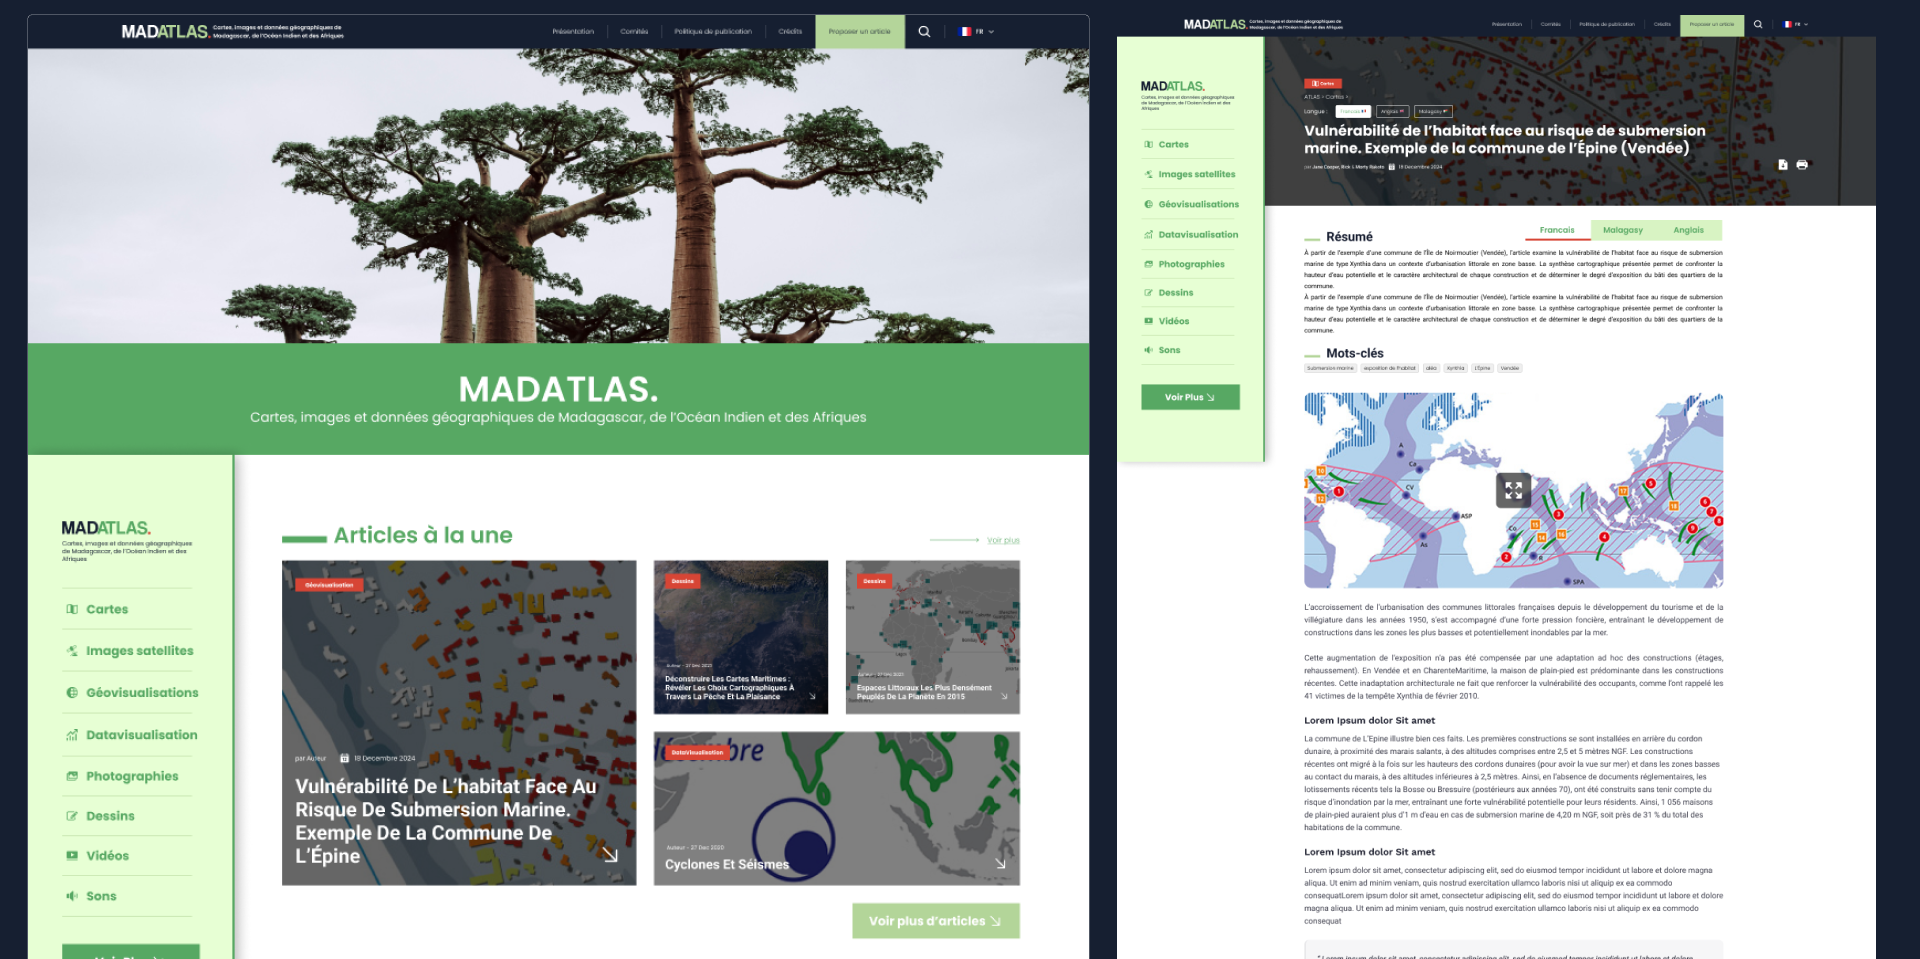 MADATLAS.
Cartes, Images et données géographiques de
Madagascar, de l'Océan Indien et des Afriques
Présentation
Comités
Politique de publication
Crédits
Proposer un article
FR
MADATLAS.
Cartes, images et données géographiques de Madagascar, de l'Océan Indien et des Afriques
MADATLAS.
Cartes, Images et données géographiques
de Madagascar, de l'Océan Indien et des
Afriques
Cartes
Images satellites
Géovisualisations
Datavisualisation
Photographies
Dessins
Vidéos
Sons
Voir Plus
Articles à la une
Voir plus
Géovisualisation
par Auteur
18 Decembre 2024
Vulnérabilité De L'habitat Face Au
Risque De Submersion Marine.
Exemple De La Commune De
L'Épine
Dessins
Auteur - 27 Dec 2021
Déconstruire Les Cartes Maritimes :
Révéler Les Choix Cartographiques À
Travers La Pêche Et La Plaisance
Dessins
Espaces Littoraux Les Plus Densément
Peuplés De La Planète En 2015
DataVisualisation
Auteur - 27 Dec 2020
Cyclones Et Séismes
Voir plus d'articles
MADATLAS.
Cartes, Images et données géographiques de
Madagascar, de l'Océan Indien et des Afriques
Présentation
Comités
Politique de publication
Crédits
Proposer un article
FR
MADATLAS.
Cartes, Images et données géographiques
de Madagascar, de l'Océan Indien et des
Afriques
Cartes
Images satellites
Géovisualisations
Datavisualisation
Photographies
Dessins
Vidéos
Sons
Voir Plus
Cartes
ATLAS > Cartes >
Langue :
Francais
Anglais
Malagasy
Vulnérabilité de l'habitat face au risque de submersion
marine. Exemple de la commune de l'Épine (Vendée)
par Jane Cooper, Rick & Morty Rakoto
18 Decembre 2024
Résumé
Francais
Malagasy
Anglais
À partir de l'exemple d'une commune de l'Île de Noirmoutier (Vendée), l'article examine la vulnérabilité de l'habitat face au risque de submersion
marine de type Xynthia dans un contexte d'urbanisation littorale en zone basse. La synthèse cartographique présentée permet de confronter la
hauteur d'eau potentielle et le caractère architectural de chaque construction et de déterminer le degré d'exposition du bâti des quartiers de la
commune.
À partir de l'exemple d'une commune de l'Île de Noirmoutier (Vendée), l'article examine la vulnérabilité de l'habitat face au risque de submersion
marine de type Xynthia dans un contexte d'urbanisation littorale en zone basse. La synthèse cartographique présentée permet de confronter la
hauteur d'eau potentielle et le caractère architectural de chaque construction et de déterminer le degré d'exposition du bâti des quartiers de la
commune.
Mots-clés
Submersion marine
exposition de l'habitat
aléa
Xynthia
L'Épine
Vendée
A
Ca
CV
ASP
As
Co
SPA
10
12
1
2
3
4
5
6
7
8
9
L'accroissement de l'urbanisation des communes littorales françaises depuis le développement du tourisme et de la
villégiature dans les années 1950, s'est accompagné d'une forte pression foncière, entraînant le développement de
constructions dans les zones les plus basses et potentiellement inondables par la mer.
Cette augmentation de l'exposition n'a pas été compensée par une adaptation ad hoc des constructions (étages,
rehaussement). En Vendée et en CharenteMaritime, la maison de plain-pied est prédominante dans les constructions
récentes. Cette inadaptation architecturale ne fait que renforcer la vulnérabilité des occupants, comme l'ont rappelé les
41 victimes de la tempête Xynthia de février 2010.
Lorem Ipsum dolor Sit amet
La commune de L'Epine illustre bien ces faits. Les premières constructions se sont installées en arrière du cordon
dunaire, à proximité des marais salants, à des altitudes comprises entre 2,5 et 5 mètres NGF. Les constructions
récentes ont migré à la fois sur les hauteurs des cordons dunaires (pour avoir la vue sur mer) et dans les zones basses
au contact du marais, à des altitudes inférieures à 2,5 mètres. Ainsi, en l'absence de documents réglementaires, les
lotissements récents tels la Bosse ou Bressuire (postérieurs aux années 70), ont été construits sans tenir compte du
risque d'inondation par la mer, entraînant une forte vulnérabilité potentielle pour leurs résidents. Ainsi, 1 056 maisons
de plain-pied auraient plus d'1 m d'eau en cas de submersion marine de 4,20 m NGF, soit près de 31 % du total des
habitations de la commune.
Lorem Ipsum dolor Sit amet
Lorem ipsum dolor sit amet, consectetur adipiscing elit, sed do eiusmod tempor incididunt ut labore et dolore magna
aliqua. Ut enim ad minim veniam, quis nostrud exercitation ullamco laboris nisi ut aliquip ex ea commodo
consequatLorem ipsum dolor sit amet, consectetur adipiscing elit, sed do eiusmod tempor incididunt ut labore et dolore
magna aliqua. Ut enim ad minim veniam, quis nostrud exercitation ullamco laboris nisi ut aliquip ex ea commodo
consequat
" Lorem ipsum dolor sit amet, consectetur adipiscing elit, sed do eiusmod tempor incididunt ut labore et dolore